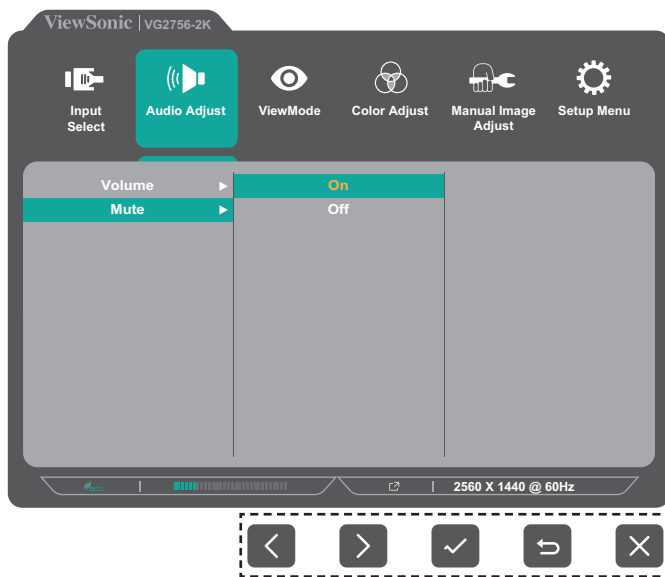 ViewSonic | VG2756-2K
Input
Select
Audio Adjust
ViewMode
Color Adjust
Manual Image
Adjust
Setup Menu
Volume
On
Mute
Off
eco
2560 X 1440 @ 60Hz